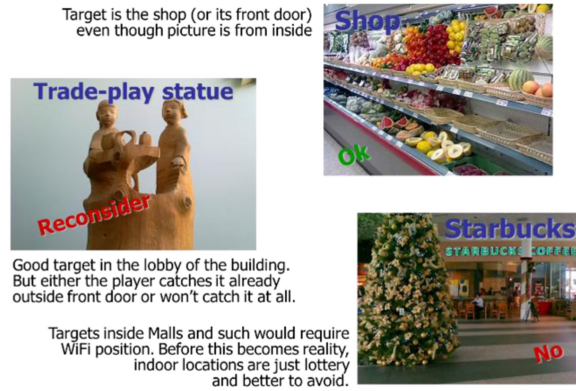 Target is the shop (or its front door)
even though picture is from inside
Shop
Ok
Trade-play statue
Reconsider
Good target in the lobby of the building.
But either the player catches it already
outside front door or won't catch it at all.
Starbucks
STARBUCKS COFFEE
No
Targets inside Malls and such would require
WiFi position. Before this becomes reality,
indoor locations are just lottery
and better to avoid.